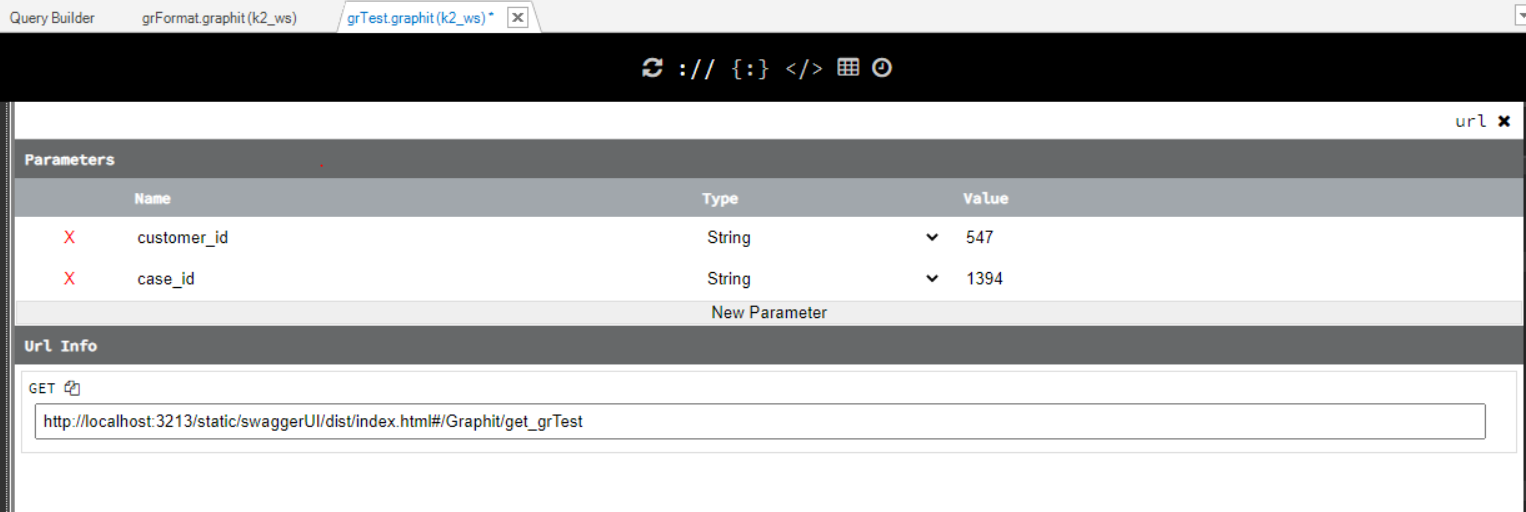 Query Builder grFormat.graphit (k2_ws) grTest.graphit (k2_ws) *
:// {:} </>
url
Parameters
Name Type Value
X customer_id String 547
X case_id String 1394
New Parameter
Url Info
GET
http://localhost:3213/static/swaggerUI/dist/index.html#/Graphit/get_grTest